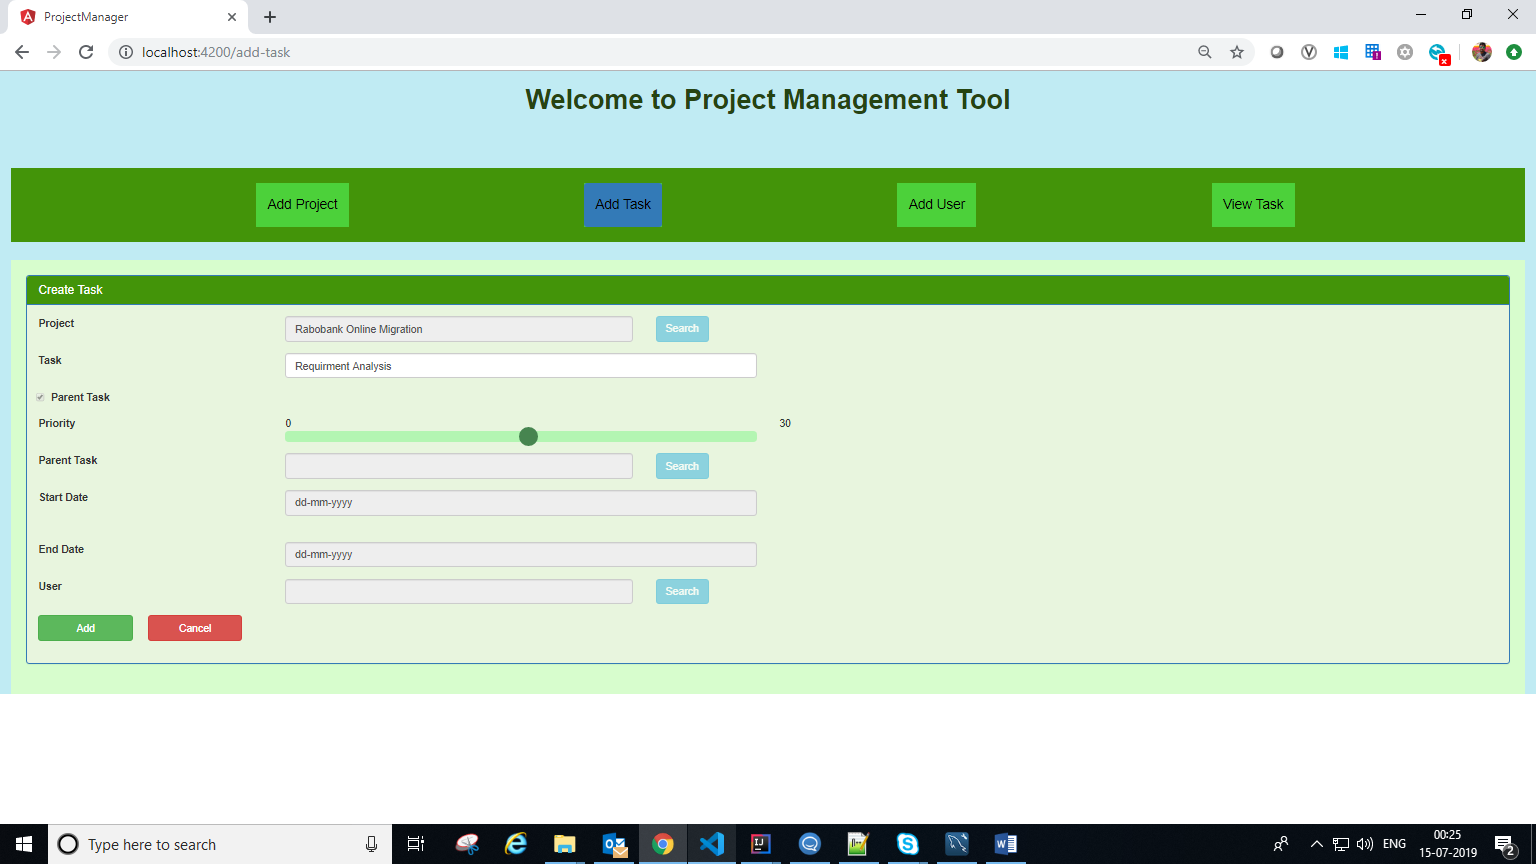 ProjectManager
localhost:4200/add-task
Welcome to Project Management Tool
Add Project Add Task Add User View Task
Create Task
Project Rabobank Online Migration Search
Task Requirment Analysis
Parent Task
Priority 0 30
Parent Task Search
Start Date dd-mm-yyyy
End Date dd-mm-yyyy
User Search
Add Cancel
Type here to search
ENG
00:25
15-07-2019
2